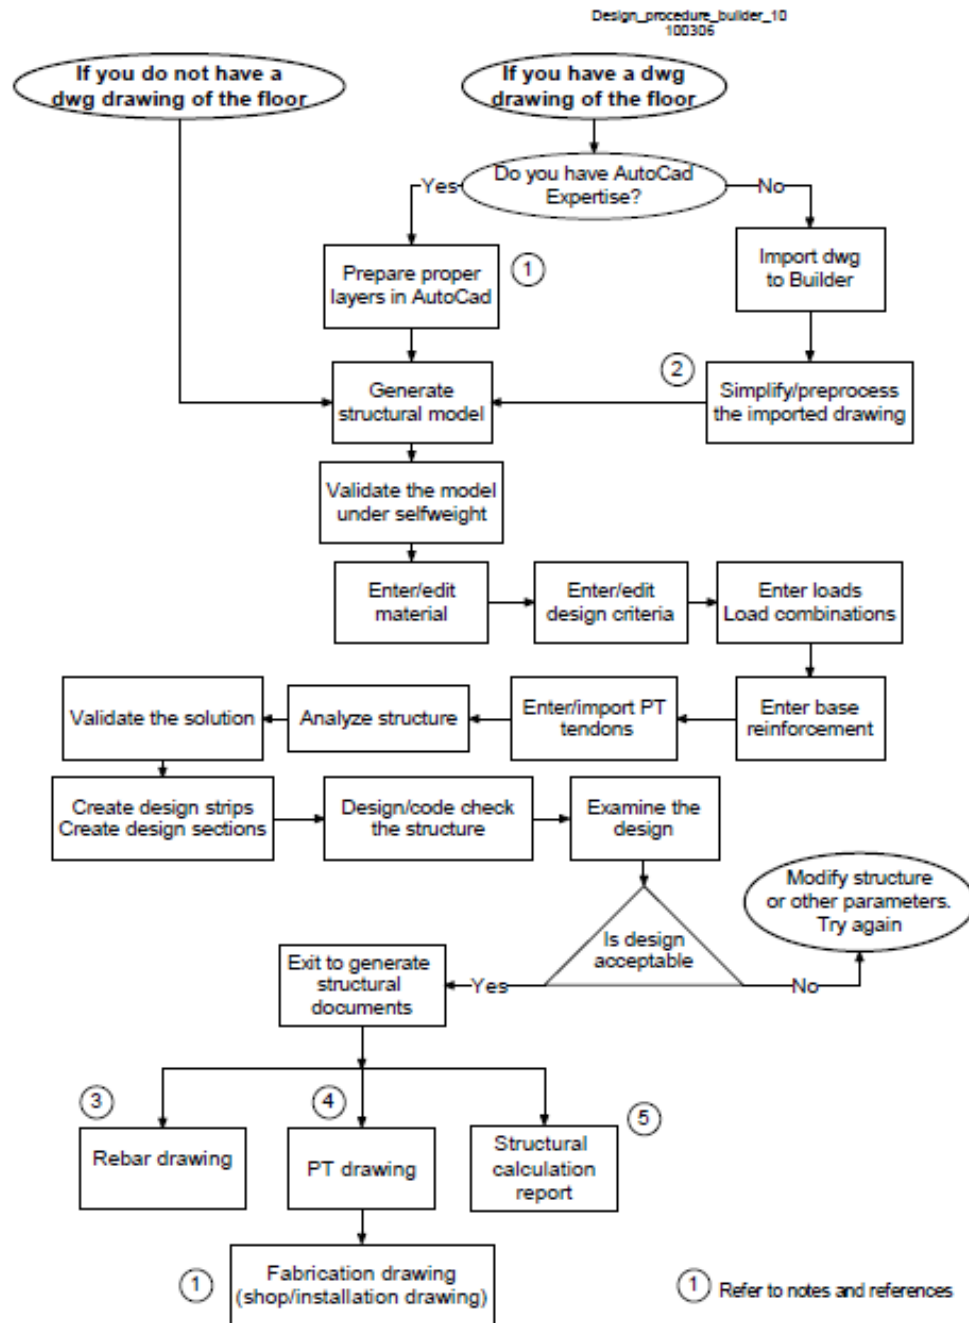 Design_procedure_builder_10
100306
If you do not have a
dwg drawing of the floor
If you have a dwg
drawing of the floor
Do you have AutoCad
Expertise?
Yes
No
Prepare proper
layers in AutoCad
1
Import dwg
to Builder
Generate
structural model
2
Simplify/preprocess
the imported drawing
Validate the model
under selfweight
Enter/edit
material
Enter/edit
design criteria
Enter loads
Load combinations
Validate the solution
Analyze structure
Enter/import PT
tendons
Enter base
reinforcement
Create design strips
Create design sections
Design/code check
the structure
Examine the
design
Modify structure
or other parameters.
Try again
Is design
acceptable
Exit to generate
structural
documents
Yes
No
3
4
5
Rebar drawing
PT drawing
Structural
calculation
report
1
Fabrication drawing
(shop/installation drawing)
1 Refer to notes and references